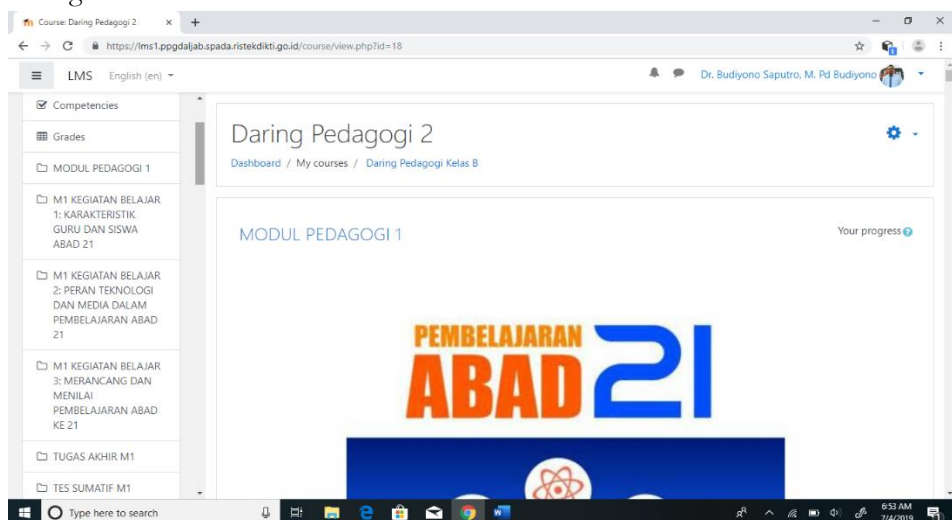 Course: Daring Pedagogi 2
https://lms1.ppgdaljab.spada.ristekdikti.go.id/course/view.php?id=18
LMS English (en)
Dr. Budiyono Saputro, M. Pd Budiyono
Competencies
Grades
MODUL PEDAGOGI 1
M1 KEGIATAN BELAJAR
1: KARAKTERISTIK
GURU DAN SISWA
ABAD 21
M1 KEGIATAN BELAJAR
2: PERAN TEKNOLOGI
DAN MEDIA DALAM
PEMBELAJARAN ABAD
21
M1 KEGIATAN BELAJAR
3: MERANCANG DAN
MENILAI
PEMBELAJARAN ABAD
KE 21
TUGAS AKHIR M1
TES SUMATIF M1
Daring Pedagogi 2
Dashboard / My courses / Daring Pedagogi Kelas B
MODUL PEDAGOGI 1
Your progress
PEMBELAJARAN
ABAD 21
Type here to search
6:53 AM
7/4/2019